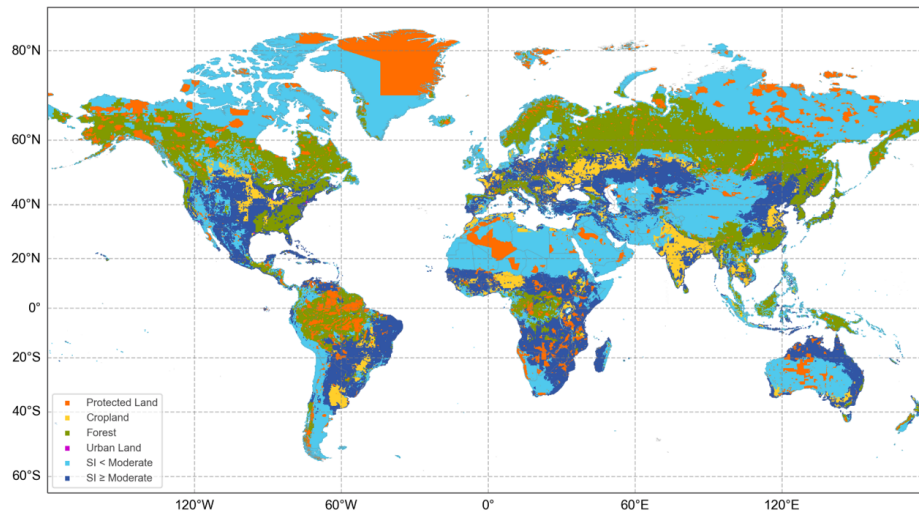 80°N
60°N
40°N
20°N
0°
20°S
40°S
60°S
Protected Land
Cropland
Forest
Urban Land
SI < Moderate
SI ≥ Moderate
120°W 60°W 0° 60°E 120°E